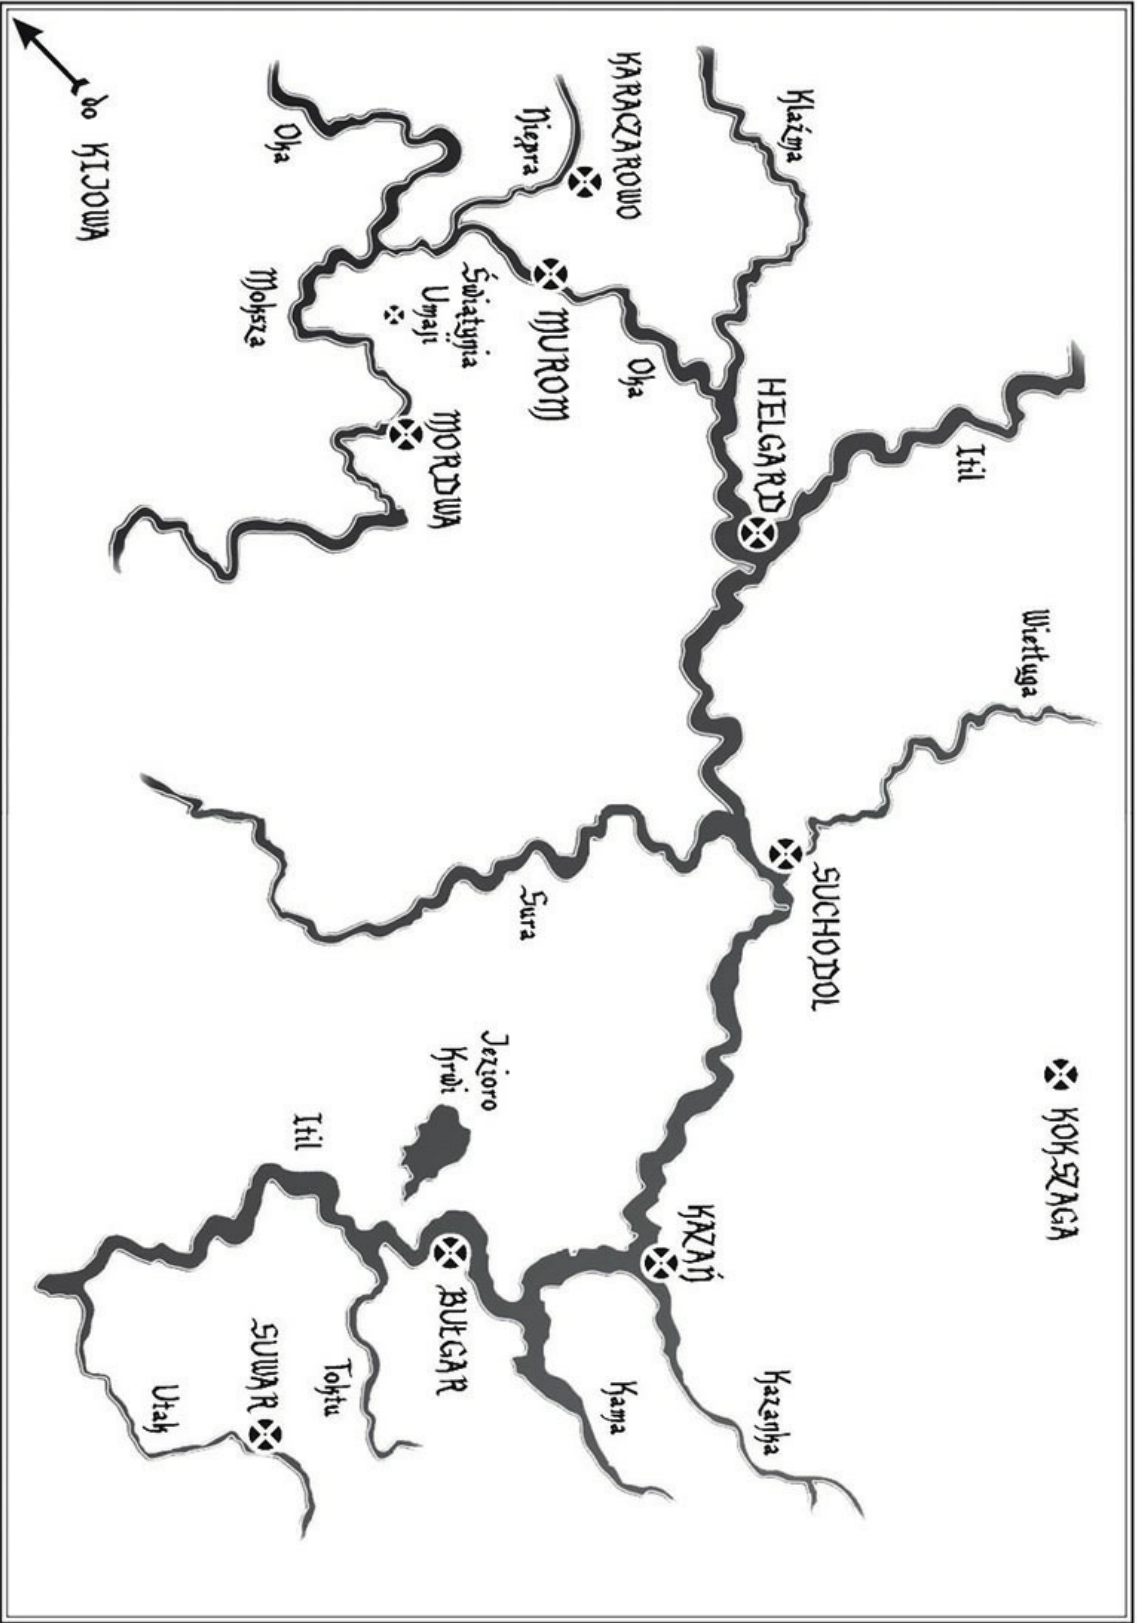 KOKSZAGA
Wietługa
Itil
Klaźma
SUCHODOL
HELGARD
Kazanka
KAZAŃ
Oka
KARACZAROWO
Kama
MUROM
Niepra
Sura
Jezioro
Krwi
Świątynia
Umaji
BUŁGAR
MORDWA
Toktu
Itil
Oka
SUWAR
Moksza
Utak
do KIJOWA